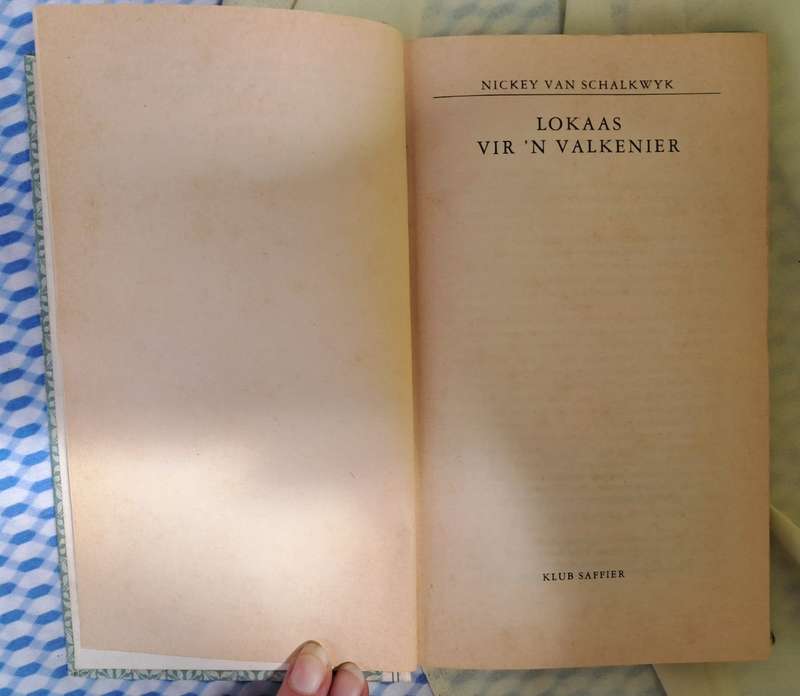 NICKEY VAN SCHALKWYK
LOKAAS
VIR 'N VALKENIER
KLUB SAFFIER